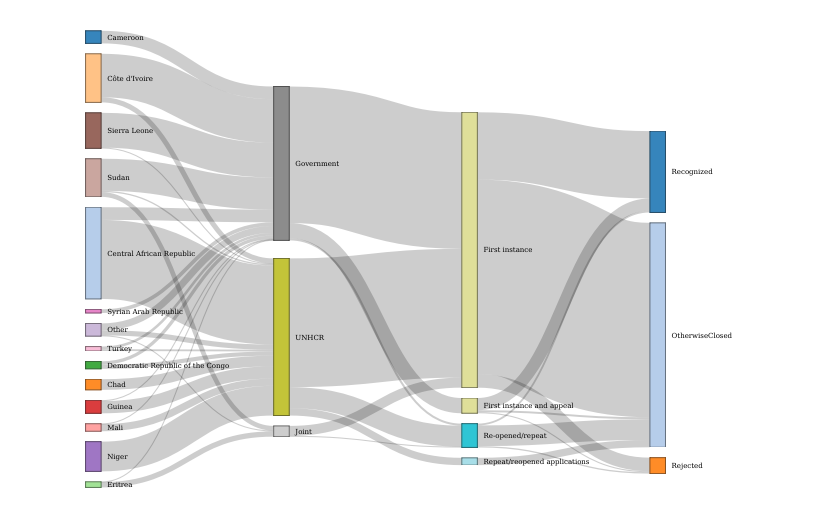 Cameroon
Côte d'Ivoire
Sierra Leone
Sudan
Central African Republic
Syrian Arab Republic
Other
Turkey
Democratic Republic of the Congo
Chad
Guinea
Mali
Niger
Eritrea
Government
UNHCR
Joint
First instance
First instance and appeal
Re-opened/repeat
Repeat/reopened applications
Recognized
OtherwiseClosed
Rejected